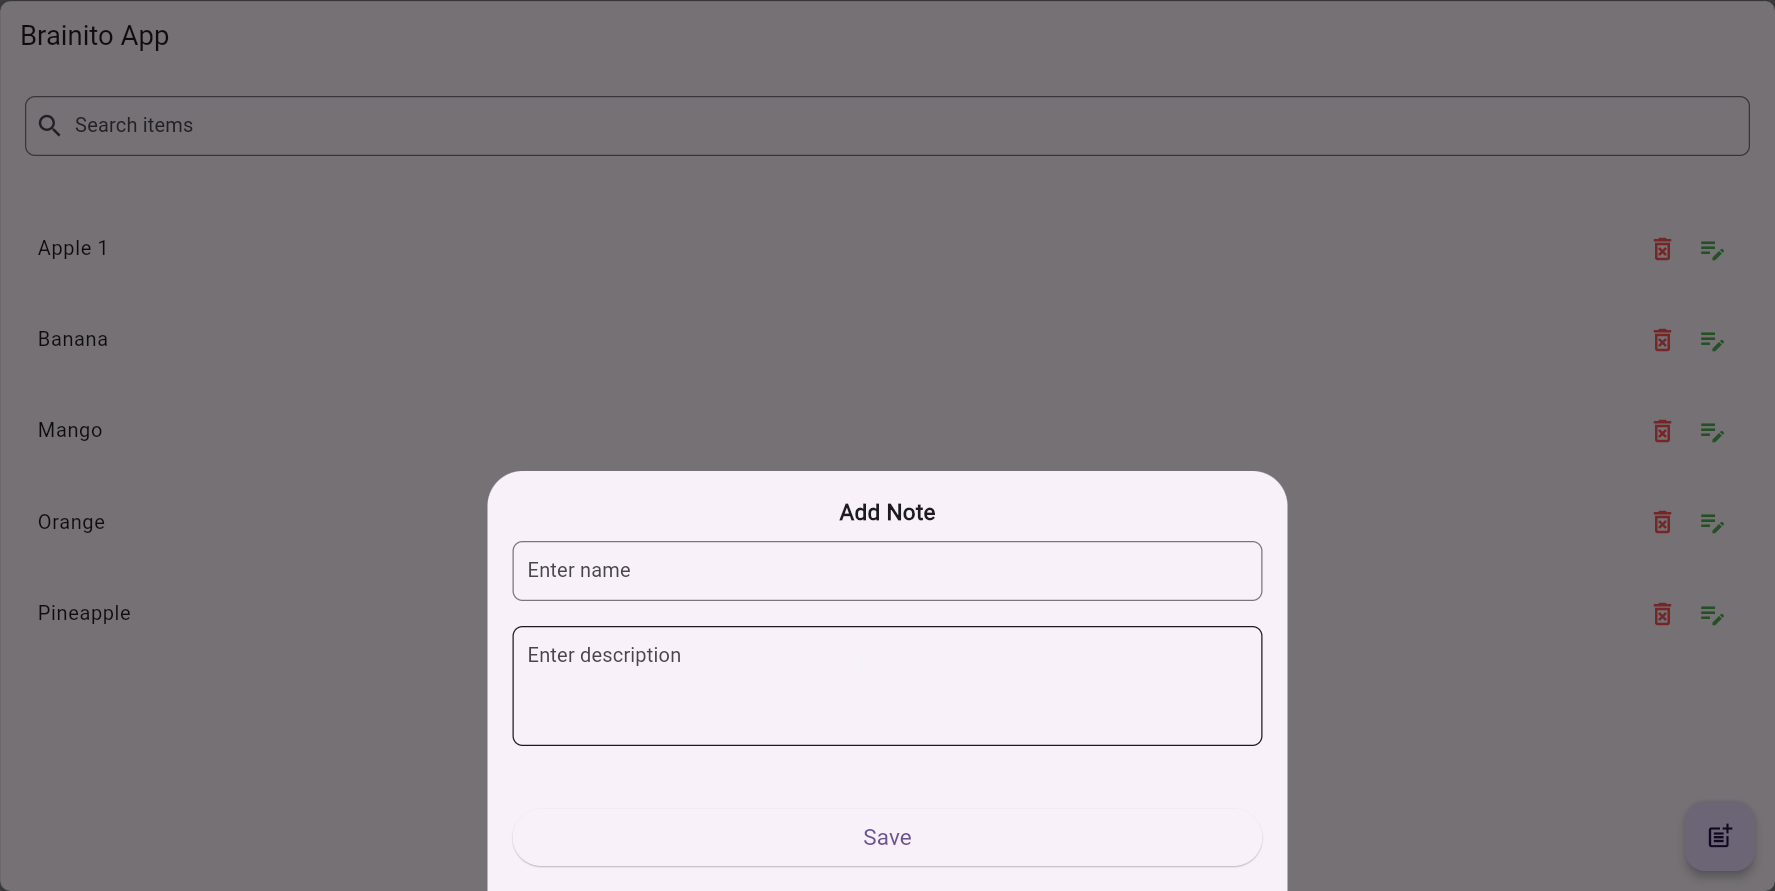 Brainito App
Search items
Apple 1
Banana
Mango
Orange
Pineapple
Add Note
Enter name
Enter description
Save